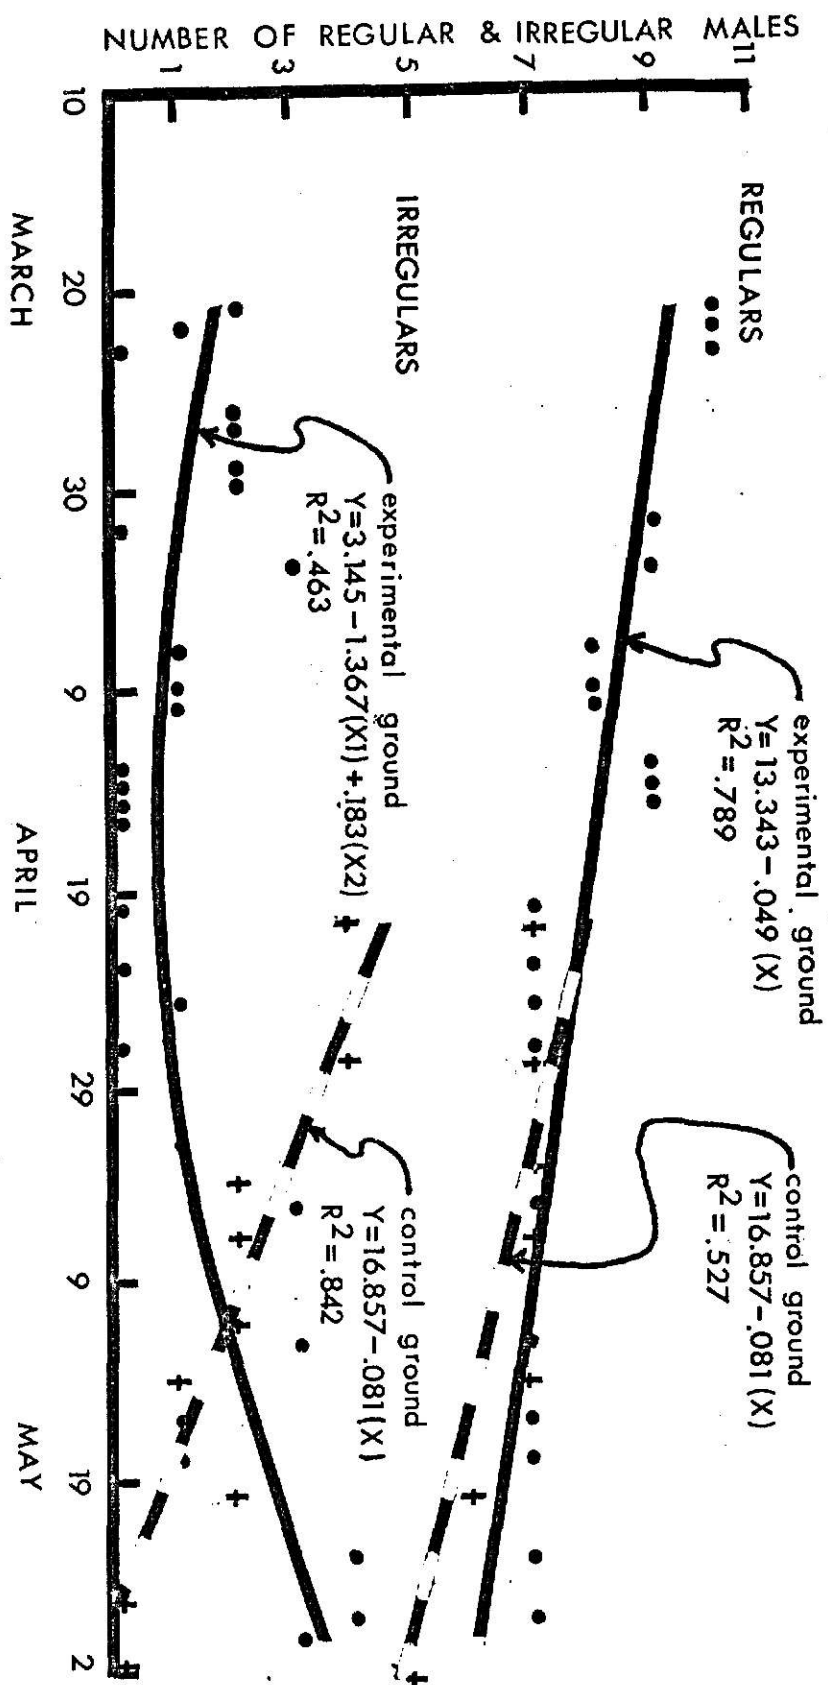 NUMBER OF REGULAR & IRREGULAR MALES
11
9
7
5
3
1
REGULARS
experimental ground
Y=13.343-.049(X)
R2=.789
control ground
Y=16.857-.081(X)
R2=.527
IRREGULARS
experimental ground
Y=3.145-1.367(X1)+.183(X2)
R2=.463
control ground
Y=16.857-.081(X)
R2=.842
10 20 30 9 19 29 9 19 2
MARCH APRIL MAY